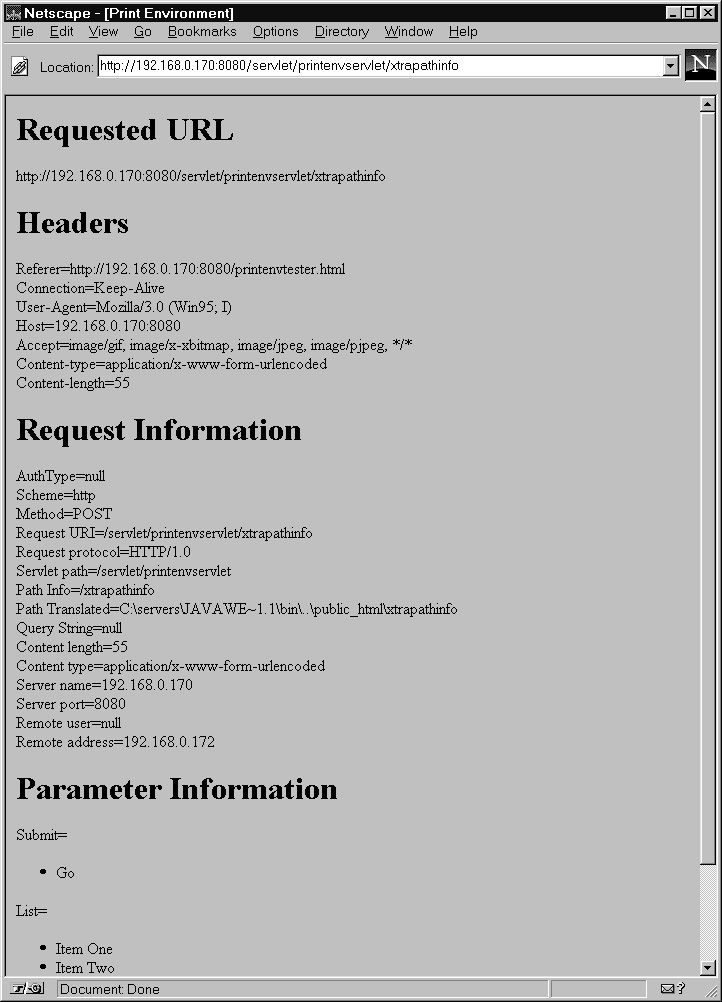 Netscape - [Print Environment]
File Edit View Go Bookmarks Options Directory Window Help
Location: http://192.168.0.170:8080/servlet/printenvservlet/xtrapathinfo
N
Requested URL
http://192.168.0.170:8080/servlet/printenvservlet/xtrapathinfo
Headers
Referer=http://192.168.0.170:8080/printenvtester.html
Connection=Keep-Alive
User-Agent=Mozilla/3.0 (Win95; I)
Host=192.168.0.170:8080
Accept=image/gif, image/x-xbitmap, image/jpeg, image/pjpeg, */*
Content-type=application/x-www-form-urlencoded
Content-length=55
Request Information
AuthType=null
Scheme=http
Method=POST
Request URI=/servlet/printenvservlet/xtrapathinfo
Request protocol=HTTP/1.0
Servlet path=/servlet/printenvservlet
Path Info=/xtrapathinfo
Path Translated=C:\servers\JAVAWE~1.1\bin\..\public_html\xtrapathinfo
Query String=null
Content length=55
Content type=application/x-www-form-urlencoded
Server name=192.168.0.170
Server port=8080
Remote user=null
Remote address=192.168.0.172
Parameter Information
Submit=
• Go
List=
• Item One
• Item Two
Document: Done
?